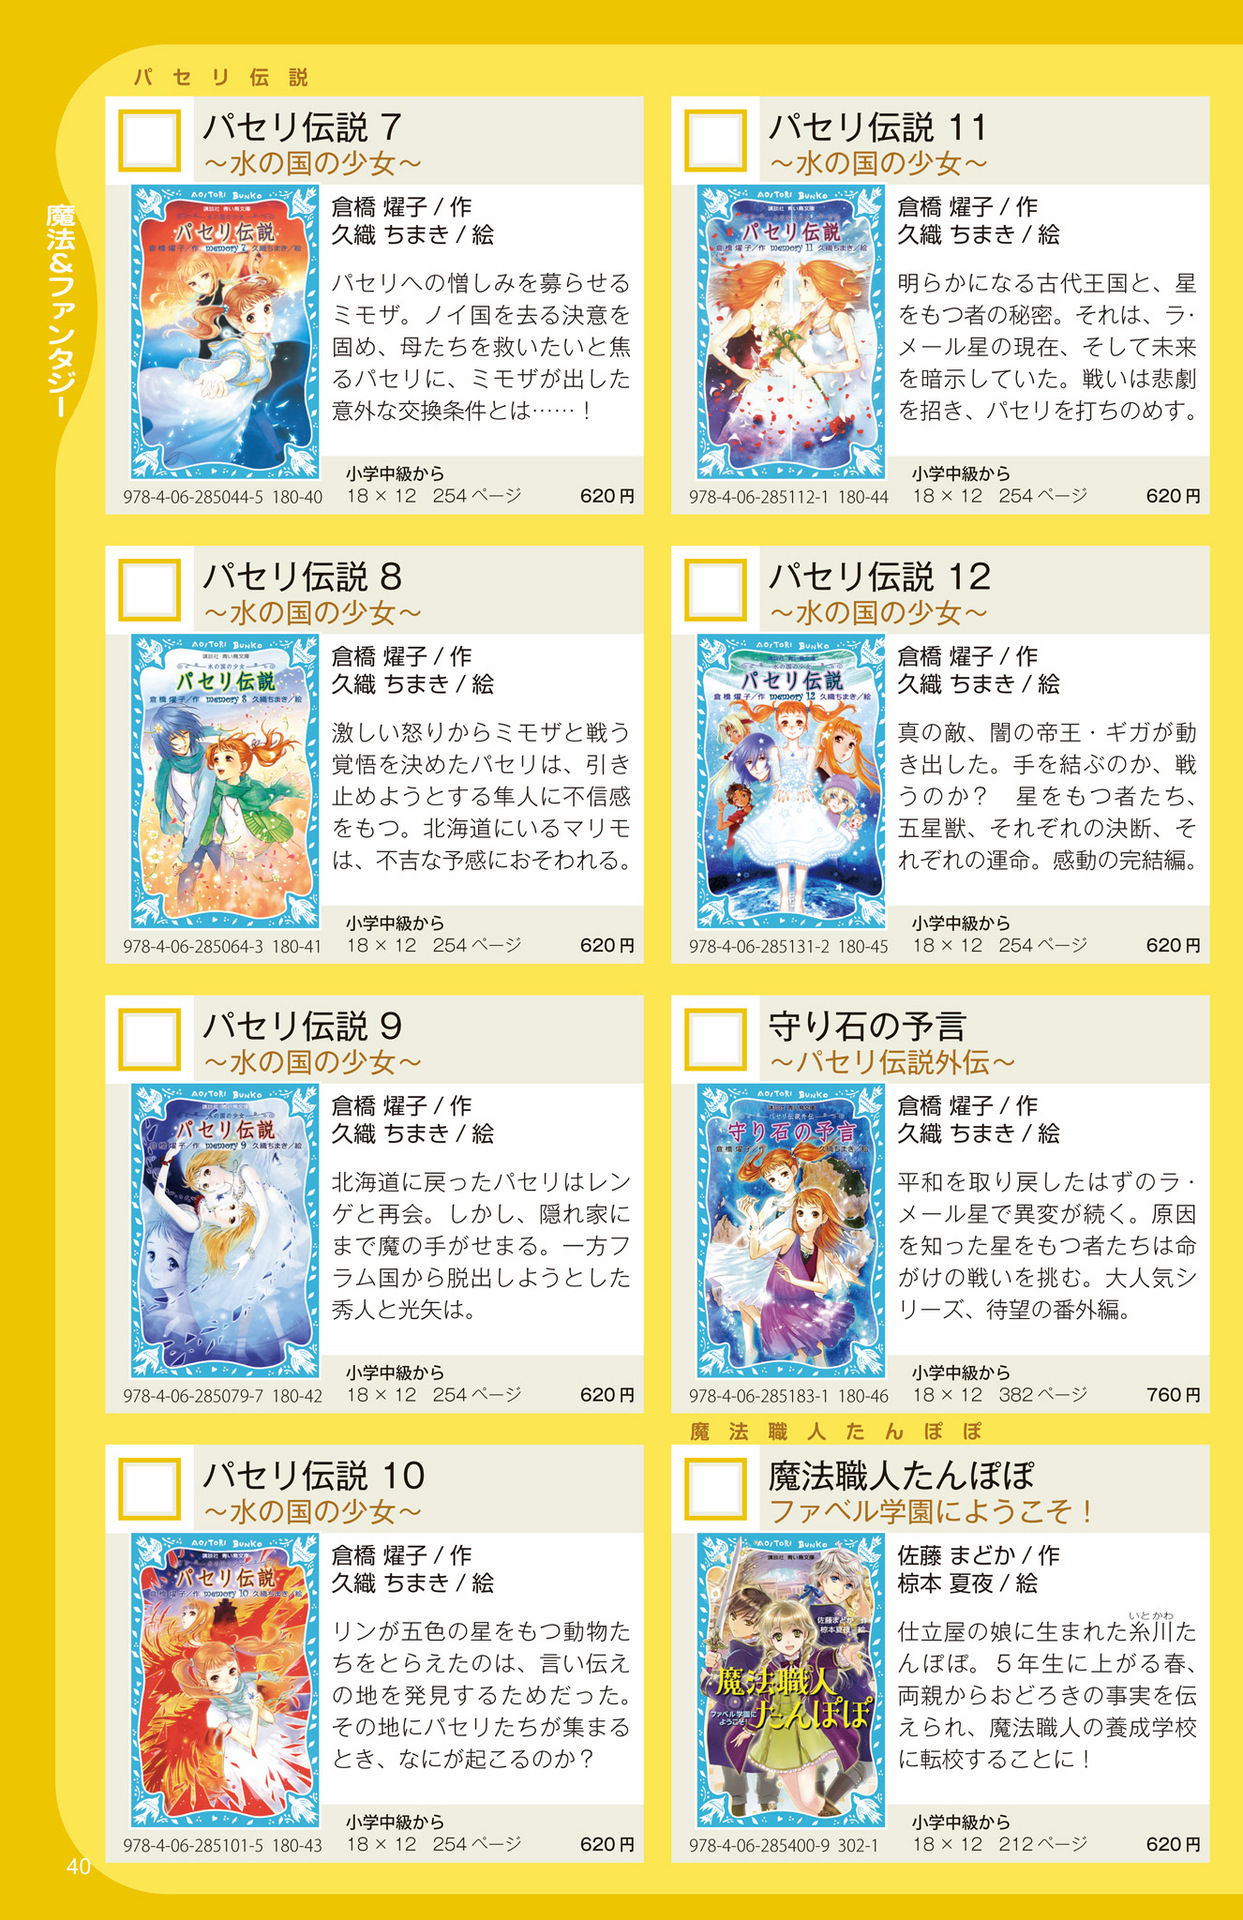 パセリ伝説
魔法&ファンタジー
パセリ伝説 7
～水の国の少女～
AOITORI BUNKO
講談社 青い鳥文庫
パセリ伝説
倉橋燿子/作 memory 7 久織ちまき/絵
倉橋 燿子 / 作
久織 ちまき / 絵
パセリへの憎しみを募らせる
ミモザ。ノイ国を去る決意を
固め、母たちを救いたいと焦
るパセリに、ミモザが出した
意外な交換条件とは……！
小学中級から
978-4-06-285044-5 180-40
18 × 12 254 ページ
620 円
パセリ伝説 8
～水の国の少女～
AOITORI BUNKO
講談社 青い鳥文庫
水の国の少女
パセリ伝説
倉橋燿子/作 memory 8 久織ちまき/絵
倉橋 燿子 / 作
久織 ちまき / 絵
激しい怒りからミモザと戦う
覚悟を決めたパセリは、引き
止めようとする隼人に不信感
をもつ。北海道にいるマリモ
は、不吉な予感におそわれる。
小学中級から
978-4-06-285064-3 180-41
18 × 12 254 ページ
620 円
パセリ伝説 9
～水の国の少女～
AOITORI BUNKO
講談社 青い鳥文庫
水の国の少女
パセリ伝説
倉橋燿子/作 memory 9 久織ちまき/絵
倉橋 燿子 / 作
久織 ちまき / 絵
北海道に戻ったパセリはレン
ゲと再会。しかし、隠れ家に
まで魔の手がせまる。一方フ
ラム国から脱出しようとした
秀人と光矢は。
小学中級から
978-4-06-285079-7 180-42
18 × 12 254 ページ
620 円
パセリ伝説 10
～水の国の少女～
AOITORI BUNKO
講談社 青い鳥文庫
パセリ伝説
倉橋燿子/作 memory 10 久織ちまき/絵
倉橋 燿子 / 作
久織 ちまき / 絵
リンが五色の星をもつ動物た
ちをとらえたのは、言い伝え
の地を発見するためだった。
その地にパセリたちが集まる
とき、なにが起こるのか？
小学中級から
978-4-06-285101-5 180-43
18 × 12 254 ページ
620 円
パセリ伝説 11
～水の国の少女～
AOITORI BUNKO
講談社 青い鳥文庫
パセリ伝説
倉橋燿子/作 memory 11 久織ちまき/絵
倉橋 燿子 / 作
久織 ちまき / 絵
明らかになる古代王国と、星
をもつ者の秘密。それは、ラ・
メール星の現在、そして未来
を暗示していた。戦いは悲劇
を招き、パセリを打ちのめす。
小学中級から
978-4-06-285112-1 180-44
18 × 12 254 ページ
620 円
パセリ伝説 12
～水の国の少女～
AOITORI BUNKO
講談社 青い鳥文庫
水の国の少女
パセリ伝説
倉橋燿子/作 memory 12 久織ちまき/絵
倉橋 燿子 / 作
久織 ちまき / 絵
真の敵、闇の帝王・ギガが動
き出した。手を結ぶのか、戦
うのか？　星をもつ者たち、
五星獣、それぞれの決断、そ
れぞれの運命。感動の完結編。
小学中級から
978-4-06-285131-2 180-45
18 × 12 254 ページ
620 円
守り石の予言
～パセリ伝説外伝～
AOITORI BUNKO
講談社 青い鳥文庫
パセリ伝説外伝
守り石の予言
倉橋燿子/作 久織ちまき/絵
倉橋 燿子 / 作
久織 ちまき / 絵
平和を取り戻したはずのラ・
メール星で異変が続く。原因
を知った星をもつ者たちは命
がけの戦いを挑む。大人気シ
リーズ、待望の番外編。
小学中級から
978-4-06-285183-1 180-46
18 × 12 382 ページ
760 円
魔法職人たんぽぽ
魔法職人たんぽぽ
ファベル学園にようこそ！
AOITORI BUNKO
講談社 青い鳥文庫
佐藤まどか 作
椋本夏夜 絵
魔法職人
たんぽぽ
ファベル学園に
ようこそ！
佐藤 まどか / 作
椋本 夏夜 / 絵
いとかわ
仕立屋の娘に生まれた糸川た
んぽぽ。５年生に上がる春、
両親からおどろきの事実を伝
えられ、魔法職人の養成学校
に転校することに！
小学中級から
978-4-06-285400-9 302-1
18 × 12 212 ページ
620 円
40